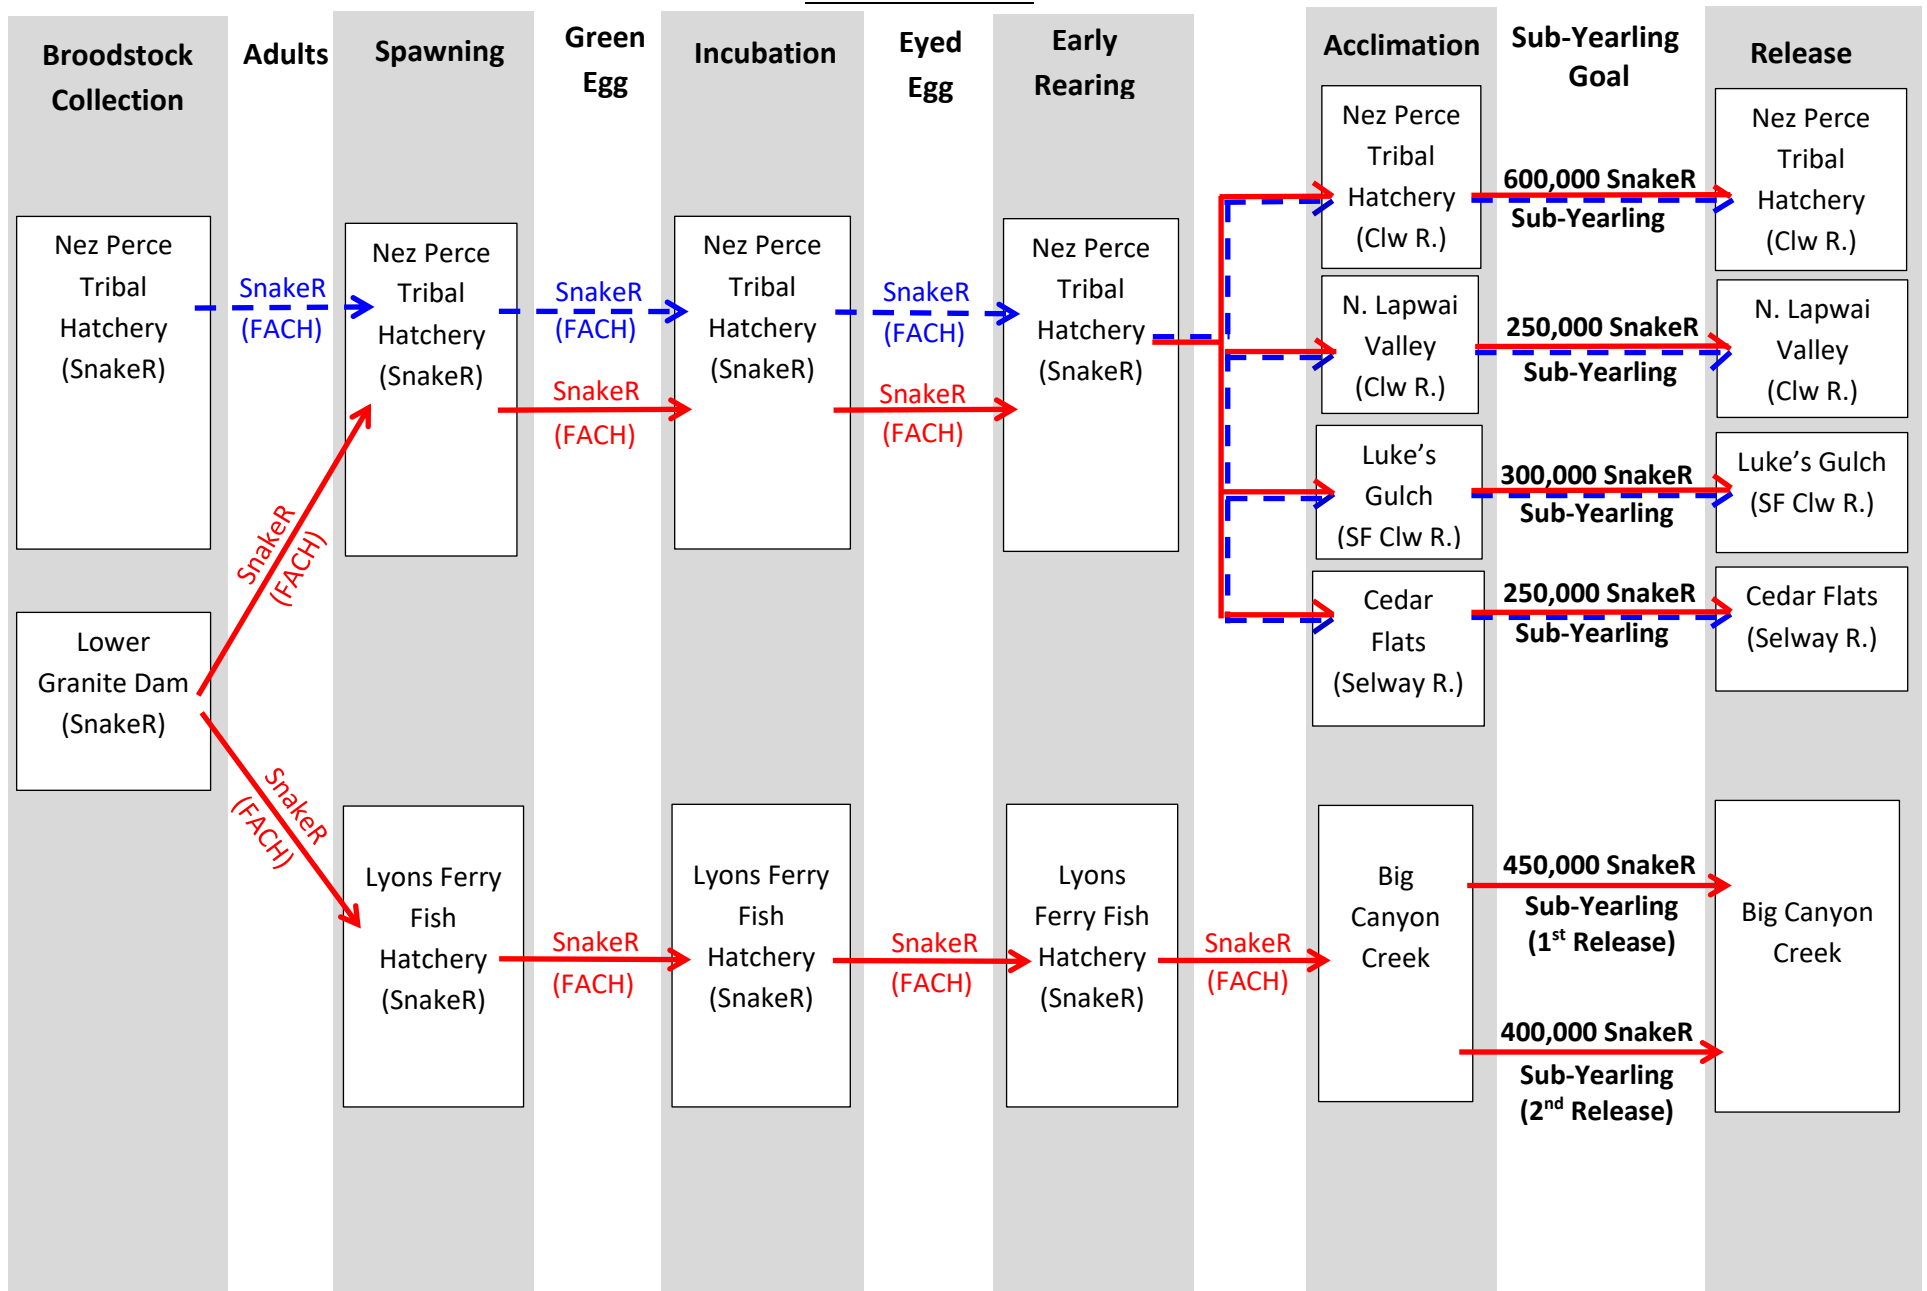 Broodstock
Collection
Adults
Spawning
Green
Egg
Incubation
Eyed
Egg
Early
Rearing
Acclimation
Sub-Yearling
Goal
Release
Nez Perce
Tribal
Hatchery
(SnakeR)
SnakeR
(FACH)
Nez Perce
Tribal
Hatchery
(SnakeR)
SnakeR
(FACH)
SnakeR
(FACH)
Nez Perce
Tribal
Hatchery
(SnakeR)
SnakeR
(FACH)
SnakeR
(FACH)
Nez Perce
Tribal
Hatchery
(SnakeR)
Nez Perce
Tribal
Hatchery
(Clw R.)
600,000 SnakeR
Sub-Yearling
Nez Perce
Tribal
Hatchery
(Clw R.)
N. Lapwai
Valley
(Clw R.)
250,000 SnakeR
Sub-Yearling
N. Lapwai
Valley
(Clw R.)
Luke’s
Gulch
(SF Clw R.)
300,000 SnakeR
Sub-Yearling
Luke’s Gulch
(SF Clw R.)
Cedar
Flats
(Selway R.)
250,000 SnakeR
Sub-Yearling
Cedar Flats
(Selway R.)
Lower
Granite Dam
(SnakeR)
SnakeR
(FACH)
SnakeR
(FACH)
Lyons Ferry
Fish
Hatchery
(SnakeR)
SnakeR
(FACH)
Lyons Ferry
Fish
Hatchery
(SnakeR)
SnakeR
(FACH)
Lyons
Ferry Fish
Hatchery
(SnakeR)
SnakeR
(FACH)
Big
Canyon
Creek
450,000 SnakeR
Sub-Yearling
(1st Release)
400,000 SnakeR
Sub-Yearling
(2nd Release)
Big Canyon
Creek